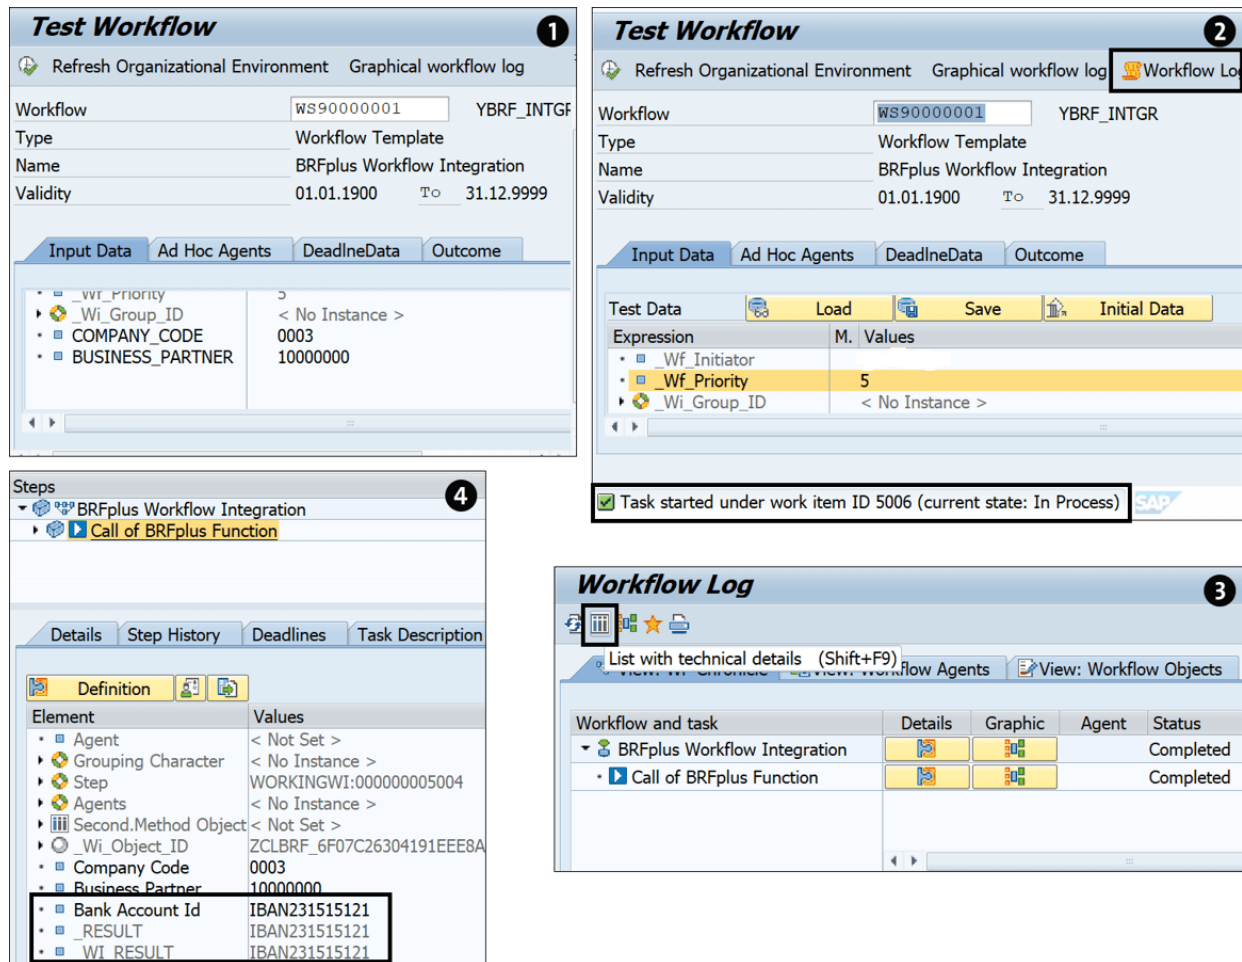 Test Workflow
1
Refresh Organizational Environment Graphical workflow log
Workflow WS90000001
Type Workflow Template
Name BRFplus Workflow Integration
Validity 01.01.1900 To 31.12.9999
Input Data Ad Hoc Agents DeadlneData Outcome
_Wf_Priority 5
_Wi_Group_ID < No Instance >
COMPANY_CODE 0003
BUSINESS_PARTNER 10000000
Test Workflow
2
Refresh Organizational Environment Graphical workflow log Workflow
Workflow WS90000001 YBRF_INTGR
Type Workflow Template
Name BRFplus Workflow Integration
Validity 01.01.1900 To 31.12.9999
Input Data Ad Hoc Agents DeadlneData Outcome
Test Data Load Save Initial Data
Expression M. Values
_Wf_Initiator
_Wf_Priority 5
_Wi_Group_ID < No Instance >
Task started under work item ID 5006 (current state: In Process) SAP
Workflow Log
3
List with technical details (Shift+F9)
View: Workflow Objects
Workflow and task Details Graphic Agent Status
BRFplus Workflow Integration Completed
Call of BRFplus Function Completed
Steps
4
BRFplus Workflow Integration
Call of BRFplus Function
Details Step History Deadlines Task Description
Definition
Element Values
Agent < Not Set >
Grouping Character < No Instance >
Step WORKINGWI:000000005004
Agents < No Instance >
Second.Method Object < Not Set >
_Wi_Object_ID ZCLBRF_6F07C26304191EEE8A
Company Code 0003
Business Partner 10000000
Bank Account Id IBAN231515121
_RESULT IBAN231515121
_WI_RESULT IBAN231515121